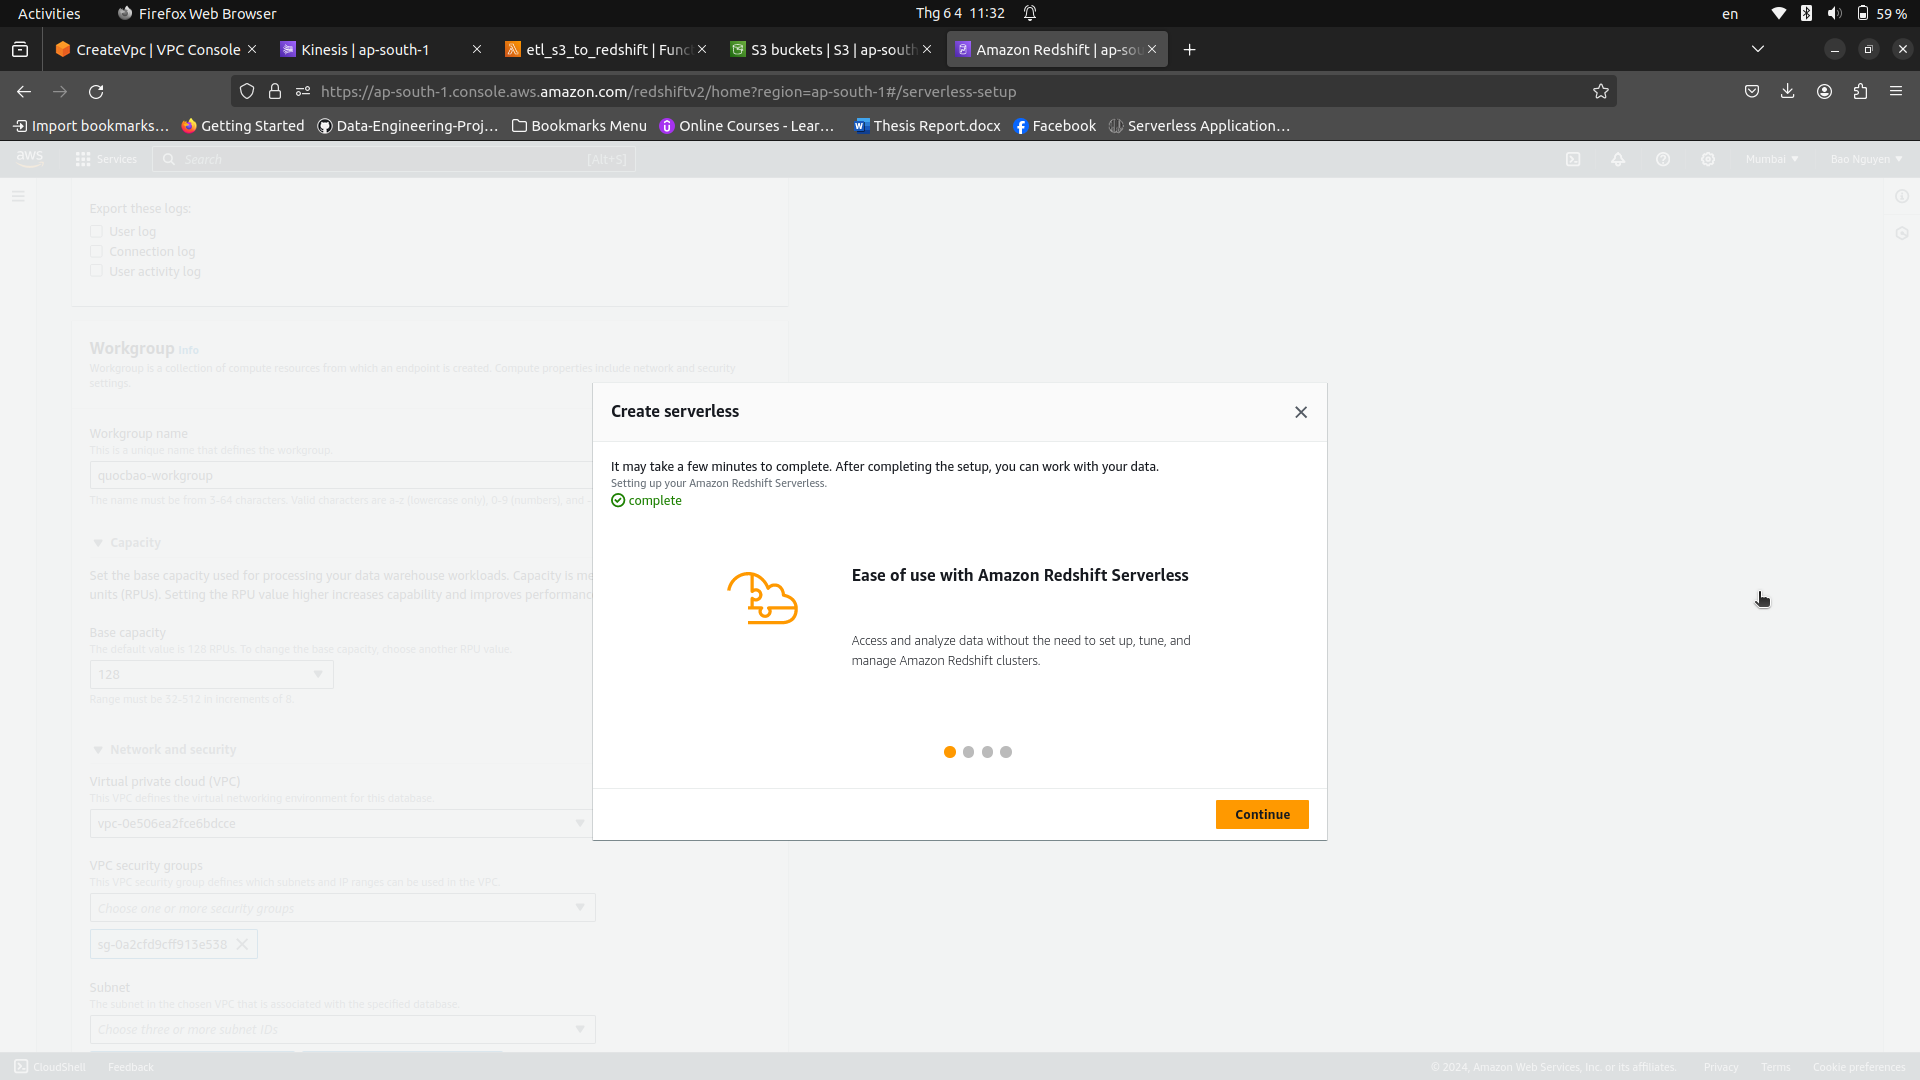 Activities Firefox Web Browser Thg 6 4 11:32 en 59 %
CreateVpc | VPC Console Kinesis | ap-south-1 etl_s3_to_redshift | Func S3 buckets | S3 | ap-south Amazon Redshift | ap-sou
https://ap-south-1.console.aws.amazon.com/redshiftv2/home?region=ap-south-1#/serverless-setup
Import bookmarks... Getting Started Data-Engineering-Proj... Bookmarks Menu Online Courses - Lear... Thesis Report.docx Facebook Serverless Application...
aws Services Search [Alt+S] Mumbai Bao Nguyen
Export these logs:
User log
Connection log
User activity log
Workgroup Info
Workgroup is a collection of compute resources from which an endpoint is created. Compute properties include network and security
settings.
Workgroup name
This is a unique name that defines the workgroup.
quocbao-workgroup
The name must be from 3-64 characters. Valid characters are a-z (lowercase only), 0-9 (numbers), and
Capacity
Set the base capacity used for processing your data warehouse workloads. Capacity is me
units (RPUs). Setting the RPU value higher increases capability and improves performanc
Base capacity
The default value is 128 RPUs. To change the base capacity, choose another RPU value.
128
Range must be 32-512 in increments of 8.
Network and security
Virtual private cloud (VPC)
This VPC defines the virtual networking environment for this database.
vpc-0e506ea2fce6bdcce
VPC security groups
This VPC security group defines which subnets and IP ranges can be used in the VPC.
Choose one or more security groups
sg-0a2cfd9cff913e538
Subnet
The subnet in the chosen VPC that is associated with the specified database.
Choose three or more subnet IDs
Create serverless
It may take a few minutes to complete. After completing the setup, you can work with your data.
Setting up your Amazon Redshift Serverless.
complete
Ease of use with Amazon Redshift Serverless
Access and analyze data without the need to set up, tune, and
manage Amazon Redshift clusters.
Continue
CloudShell Feedback © 2024, Amazon Web Services, Inc. or its affiliates. Privacy Terms Cookie preferences